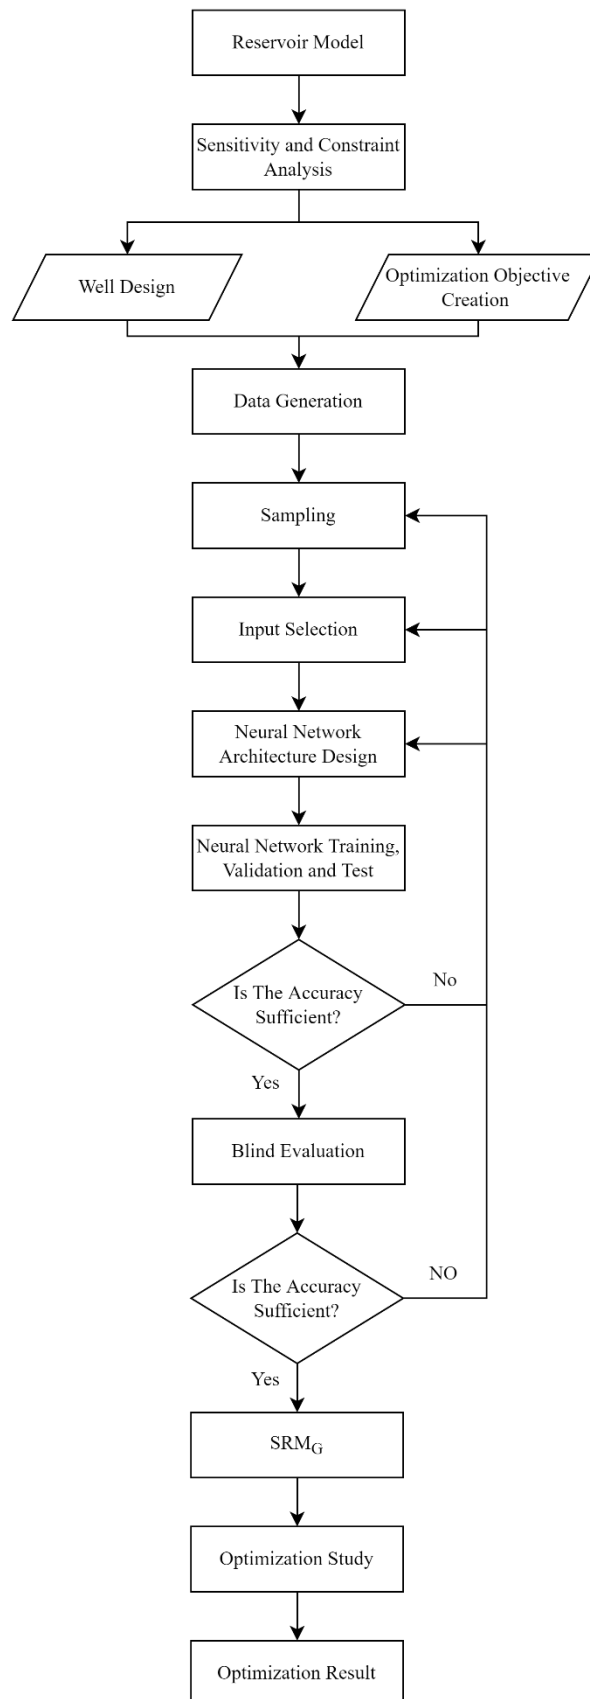 Reservoir Model
Sensitivity and Constraint
Analysis
Well Design
Optimization Objective
Creation
Data Generation
Sampling
Input Selection
Neural Network
Architecture Design
Neural Network Training,
Validation and Test
Is The Accuracy
Sufficient?
No
Yes
Blind Evaluation
Is The Accuracy
Sufficient?
NO
Yes
SRM_G
Optimization Study
Optimization Result